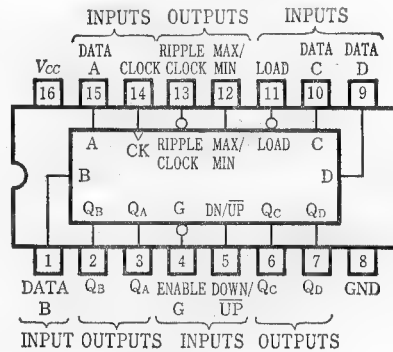 INPUTS OUTPUTS INPUTS
DATA RIPPLE MAX/ DATA DATA
Vcc A CLOCK CLOCK MIN LOAD C D
16 15 14 13 12 11 10 9
A CK RIPPLE MAX/ LOAD C
CLOCK MIN
B D
QB QA G DN/U̅P̅ QC QD
1 2 3 4 5 6 7 8
DATA QB QA ENABLE DOWN/ QC QD GND
B G U̅P̅
INPUT OUTPUTS INPUTS OUTPUTS